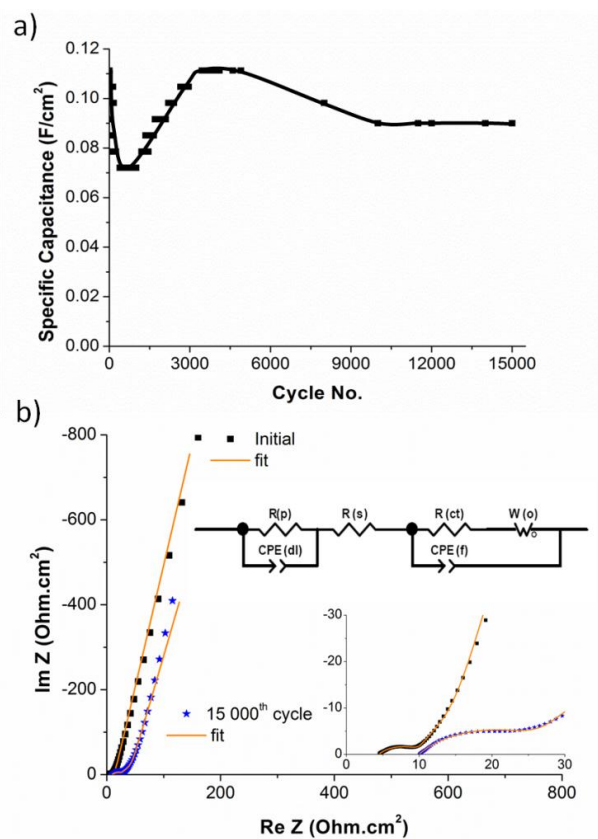 a)
0.12
0.10
0.08
0.06
0.04
0.02
0.00
Specific Capacitance (F/cm²)
0 3000 6000 9000 12000 15000
Cycle No.
b)
-800
-600
-400
-200
0
Im Z (Ohm.cm²)
Initial
fit
R(p) R(s) R(ct) W(o)
CPE(dl) CPE(f)
15 000th cycle
fit
-30
-20
-10
0
0 10 20 30
0 200 400 600 800
Re Z (Ohm.cm²)